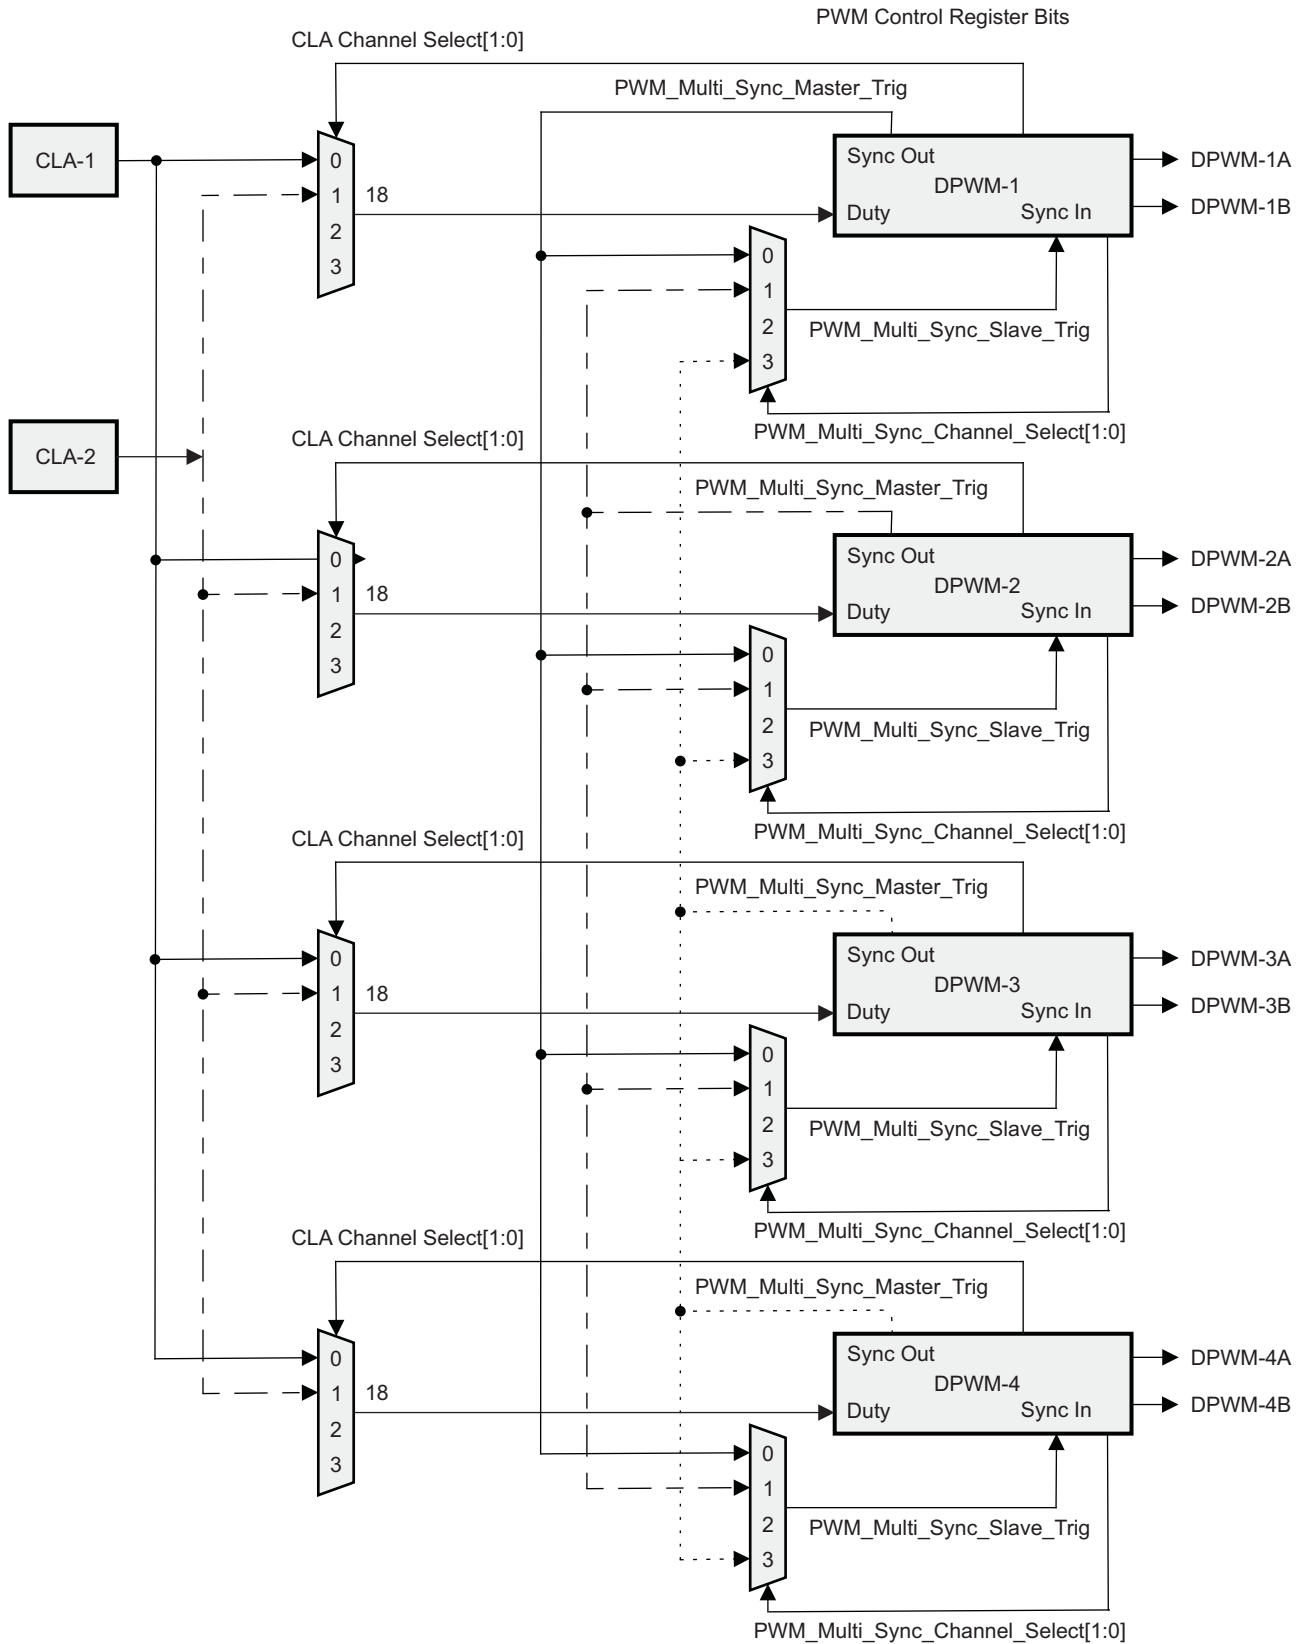 PWM Control Register Bits
CLA Channel Select[1:0]
PWM_Multi_Sync_Master_Trig
CLA-1
0
1
2
3
18
Sync Out
DPWM-1
Duty
Sync In
DPWM-1A
DPWM-1B
0
1
2
3
PWM_Multi_Sync_Slave_Trig
PWM_Multi_Sync_Channel_Select[1:0]
CLA-2
CLA Channel Select[1:0]
PWM_Multi_Sync_Master_Trig
0
1
2
3
18
Sync Out
DPWM-2
Duty
Sync In
DPWM-2A
DPWM-2B
0
1
2
3
PWM_Multi_Sync_Slave_Trig
PWM_Multi_Sync_Channel_Select[1:0]
CLA Channel Select[1:0]
PWM_Multi_Sync_Master_Trig
0
1
2
3
18
Sync Out
DPWM-3
Duty
Sync In
DPWM-3A
DPWM-3B
0
1
2
3
PWM_Multi_Sync_Slave_Trig
PWM_Multi_Sync_Channel_Select[1:0]
CLA Channel Select[1:0]
PWM_Multi_Sync_Master_Trig
0
1
2
3
18
Sync Out
DPWM-4
Duty
Sync In
DPWM-4A
DPWM-4B
0
1
2
3
PWM_Multi_Sync_Slave_Trig
PWM_Multi_Sync_Channel_Select[1:0]